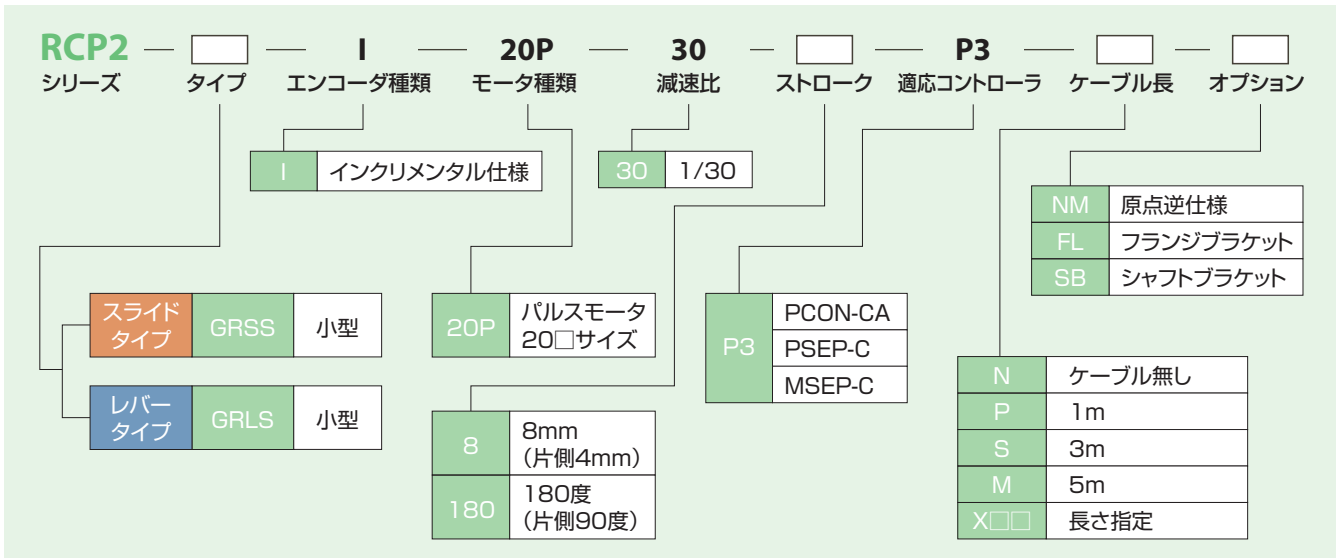 RCP2 — □ — I — 20P — 30 — □ — P3 — □ — □
シリーズ タイプ エンコーダ種類 モータ種類 減速比 ストローク 適応コントローラ ケーブル長 オプション
I インクリメンタル仕様
30 1/30
NM 原点逆仕様
FL フランジブラケット
SB シャフトブラケット
スライド
タイプ
GRSS 小型
レバー
タイプ
GRLS 小型
20P パルスモータ
20□サイズ
8 8mm
(片側4mm)
180 180度
(片側90度)
P3 PCON-CA
PSEP-C
MSEP-C
N ケーブル無し
P 1m
S 3m
M 5m
X□□ 長さ指定